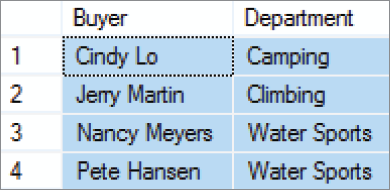 Buyer Department
1 Cindy Lo Camping
2 Jerry Martin Climbing
3 Nancy Meyers Water Sports
4 Pete Hansen Water Sports